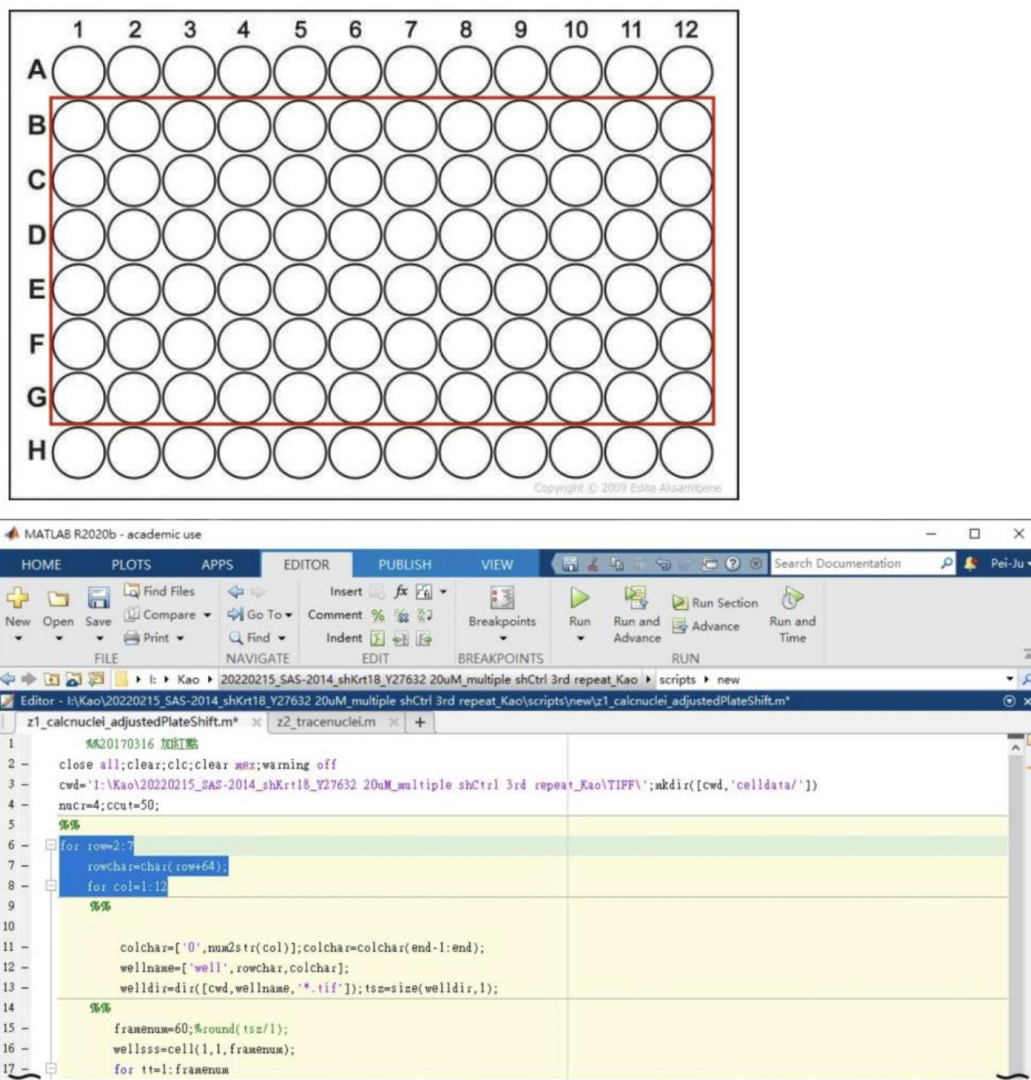 1 2 3 4 5 6 7 8 9 10 11 12
A
B
C
D
E
F
G
H
Copyright © 2009 Edita Aksamitiene
MATLAB R2020b - academic use
HOME PLOTS APPS EDITOR PUBLISH VIEW Search Documentation Pei-Ju
Find Files Insert fx
New Open Save Compare Go To Comment Breakpoints Run Run and Advance Run Section Advance Run and Time
Print Find Indent
FILE NAVIGATE EDIT BREAKPOINTS RUN
I: Kao 20220215_SAS-2014_shKrt18_Y27632 20uM_multiple shCtrl 3rd repeat_Kao scripts new
Editor - I:\Kao\20220215_SAS-2014_shKrt18_Y27632 20uM_multiple shCtrl 3rd repeat_Kao\scripts\new\z1_calcnuclei_adjustedPlateShift.m*
z1_calcnuclei_adjustedPlateShift.m* z2_tracenuclei.m +
1 %%20170316 加紅點
2 close all;clear;clc;clear mex;warning off
3 cwd='I:\Kao\20220215_SAS-2014_shKrt18_Y27632 20uM_multiple shCtrl 3rd repeat_Kao\TIFF\';mkdir([cwd,'celldata/'])
4 nucr=4;ccut=50;
5 %%
6 for row=2:7
7 rowchar=char(row+64);
8 for col=1:12
9 %%
10
11 colchar=['0',num2str(col)];colchar=colchar(end-1:end);
12 wellname=['well',rowchar,colchar];
13 welldir=dir([cwd,wellname,'*.tif']);tsz=size(welldir,1);
14 %%
15 framenum=60;%round(tsz/1);
16 wellsss=cell(1,1,framenum);
17 for tt=1:framenum